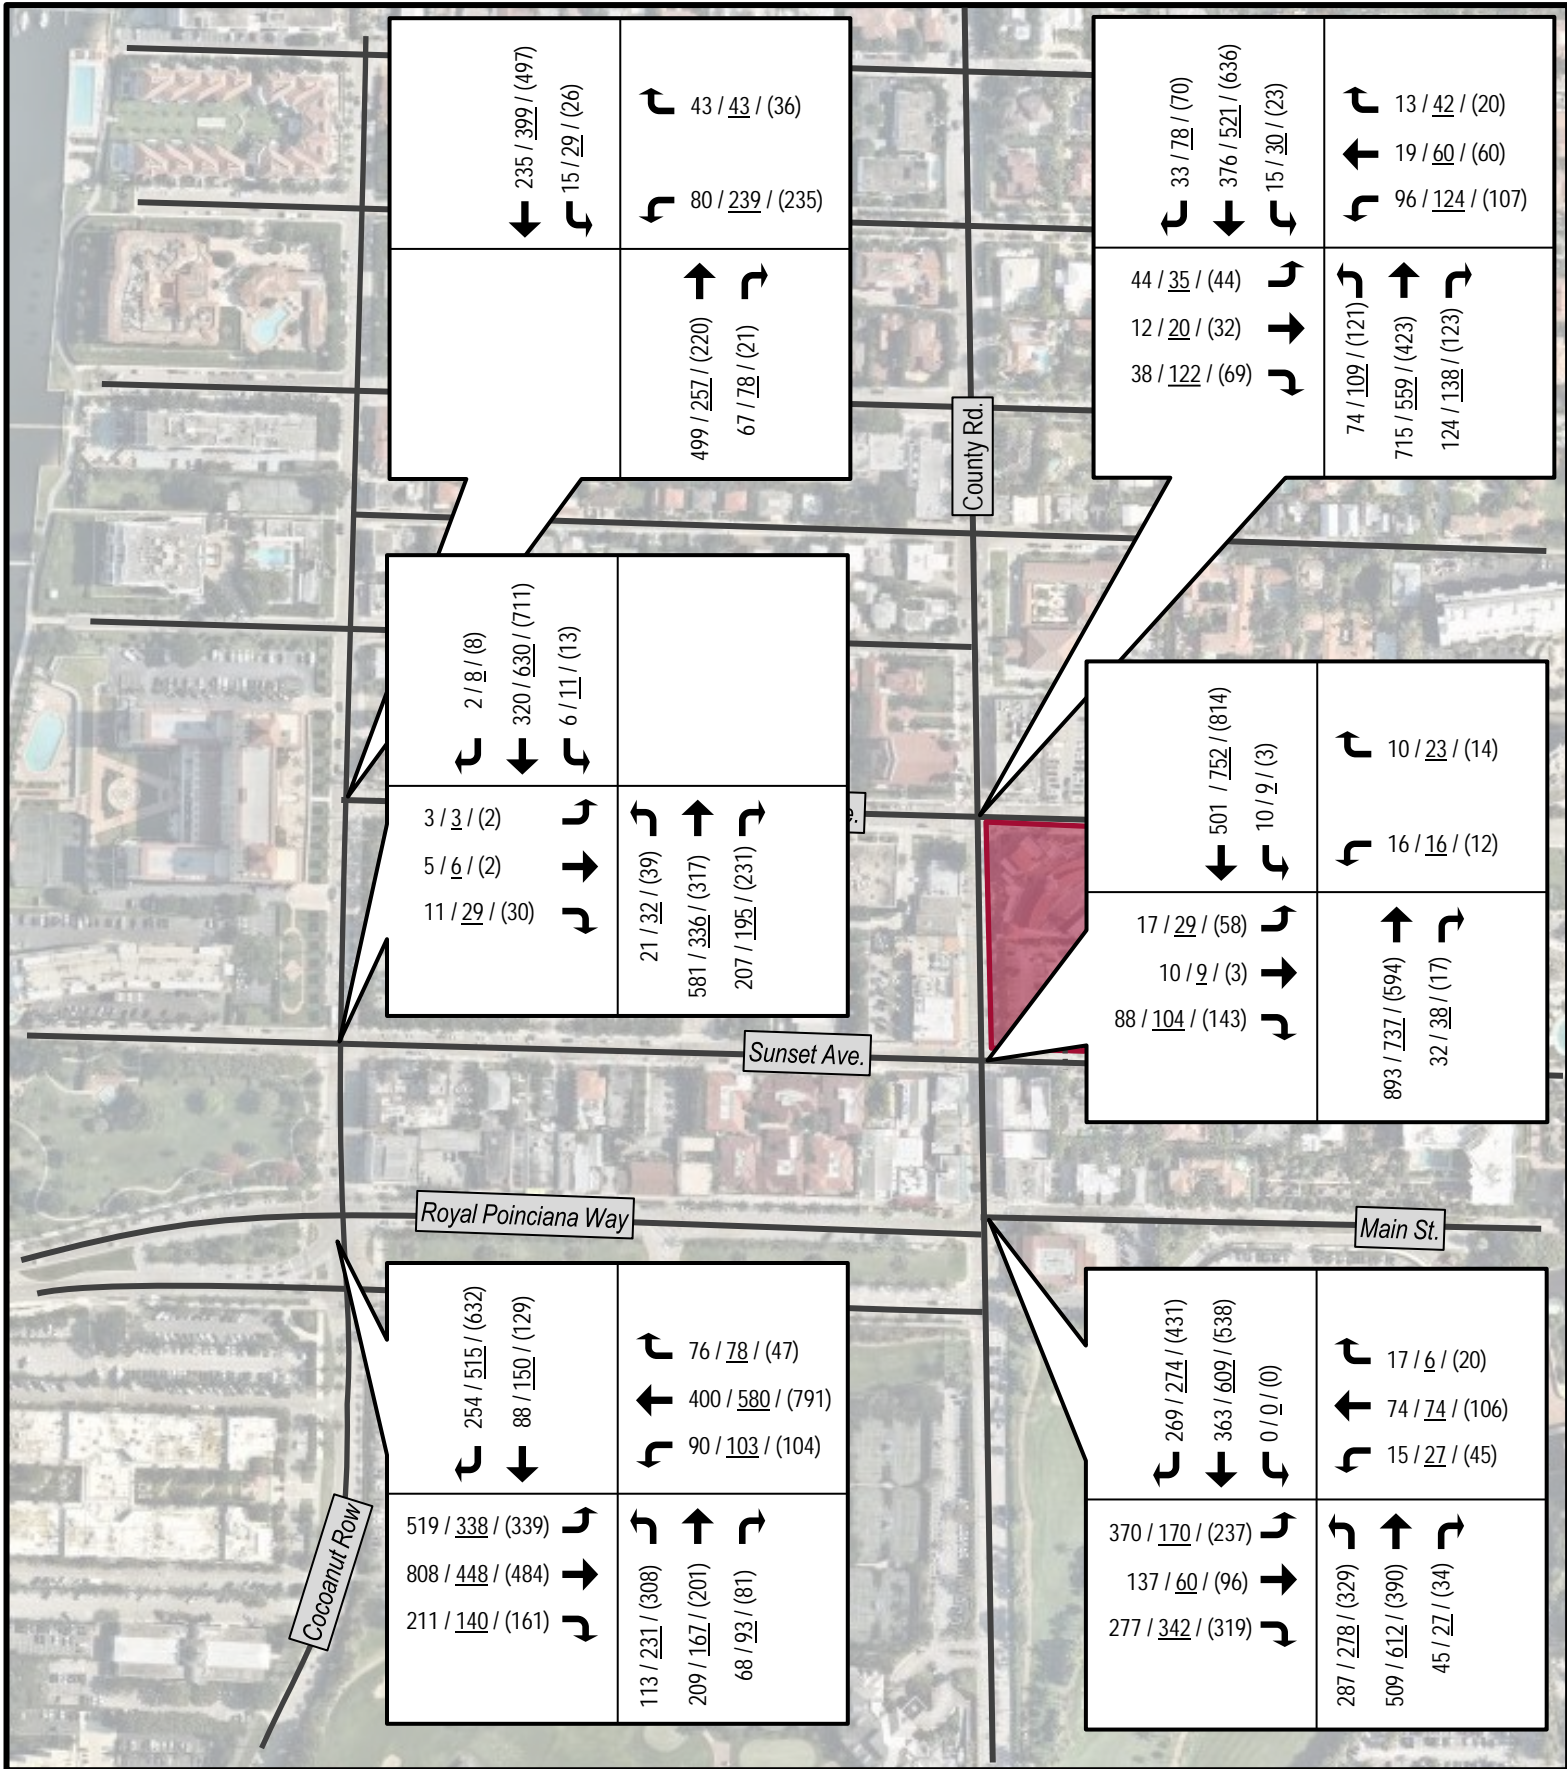 235 / 399 / (497)
15 / 29 / (26)
43 / 43 / (36)
80 / 239 / (235)
499 / 257 / (220)
67 / 78 / (21)
33 / 78 / (70)
376 / 521 / (636)
15 / 30 / (23)
13 / 42 / (20)
19 / 60 / (60)
96 / 124 / (107)
44 / 35 / (44)
12 / 20 / (32)
38 / 122 / (69)
74 / 109 / (121)
715 / 559 / (423)
124 / 138 / (123)
County Rd.
2 / 8 / (8)
320 / 630 / (711)
6 / 11 / (13)
3 / 3 / (2)
5 / 6 / (2)
11 / 29 / (30)
21 / 32 / (39)
581 / 336 / (317)
207 / 195 / (231)
e.
501 / 752 / (814)
10 / 9 / (3)
10 / 23 / (14)
16 / 16 / (12)
17 / 29 / (58)
10 / 9 / (3)
88 / 104 / (143)
893 / 737 / (594)
32 / 38 / (17)
Sunset Ave.
Royal Poinciana Way
Main St.
254 / 515 / (632)
88 / 150 / (129)
76 / 78 / (47)
400 / 580 / (791)
90 / 103 / (104)
519 / 338 / (339)
808 / 448 / (484)
211 / 140 / (161)
113 / 231 / (308)
209 / 167 / (201)
68 / 93 / (81)
269 / 274 / (431)
363 / 609 / (538)
0 / 0 / (0)
17 / 6 / (20)
74 / 74 / (106)
15 / 27 / (45)
370 / 170 / (237)
137 / 60 / (96)
277 / 342 / (319)
287 / 278 / (329)
509 / 612 / (390)
45 / 27 / (34)
Cocoanut Row